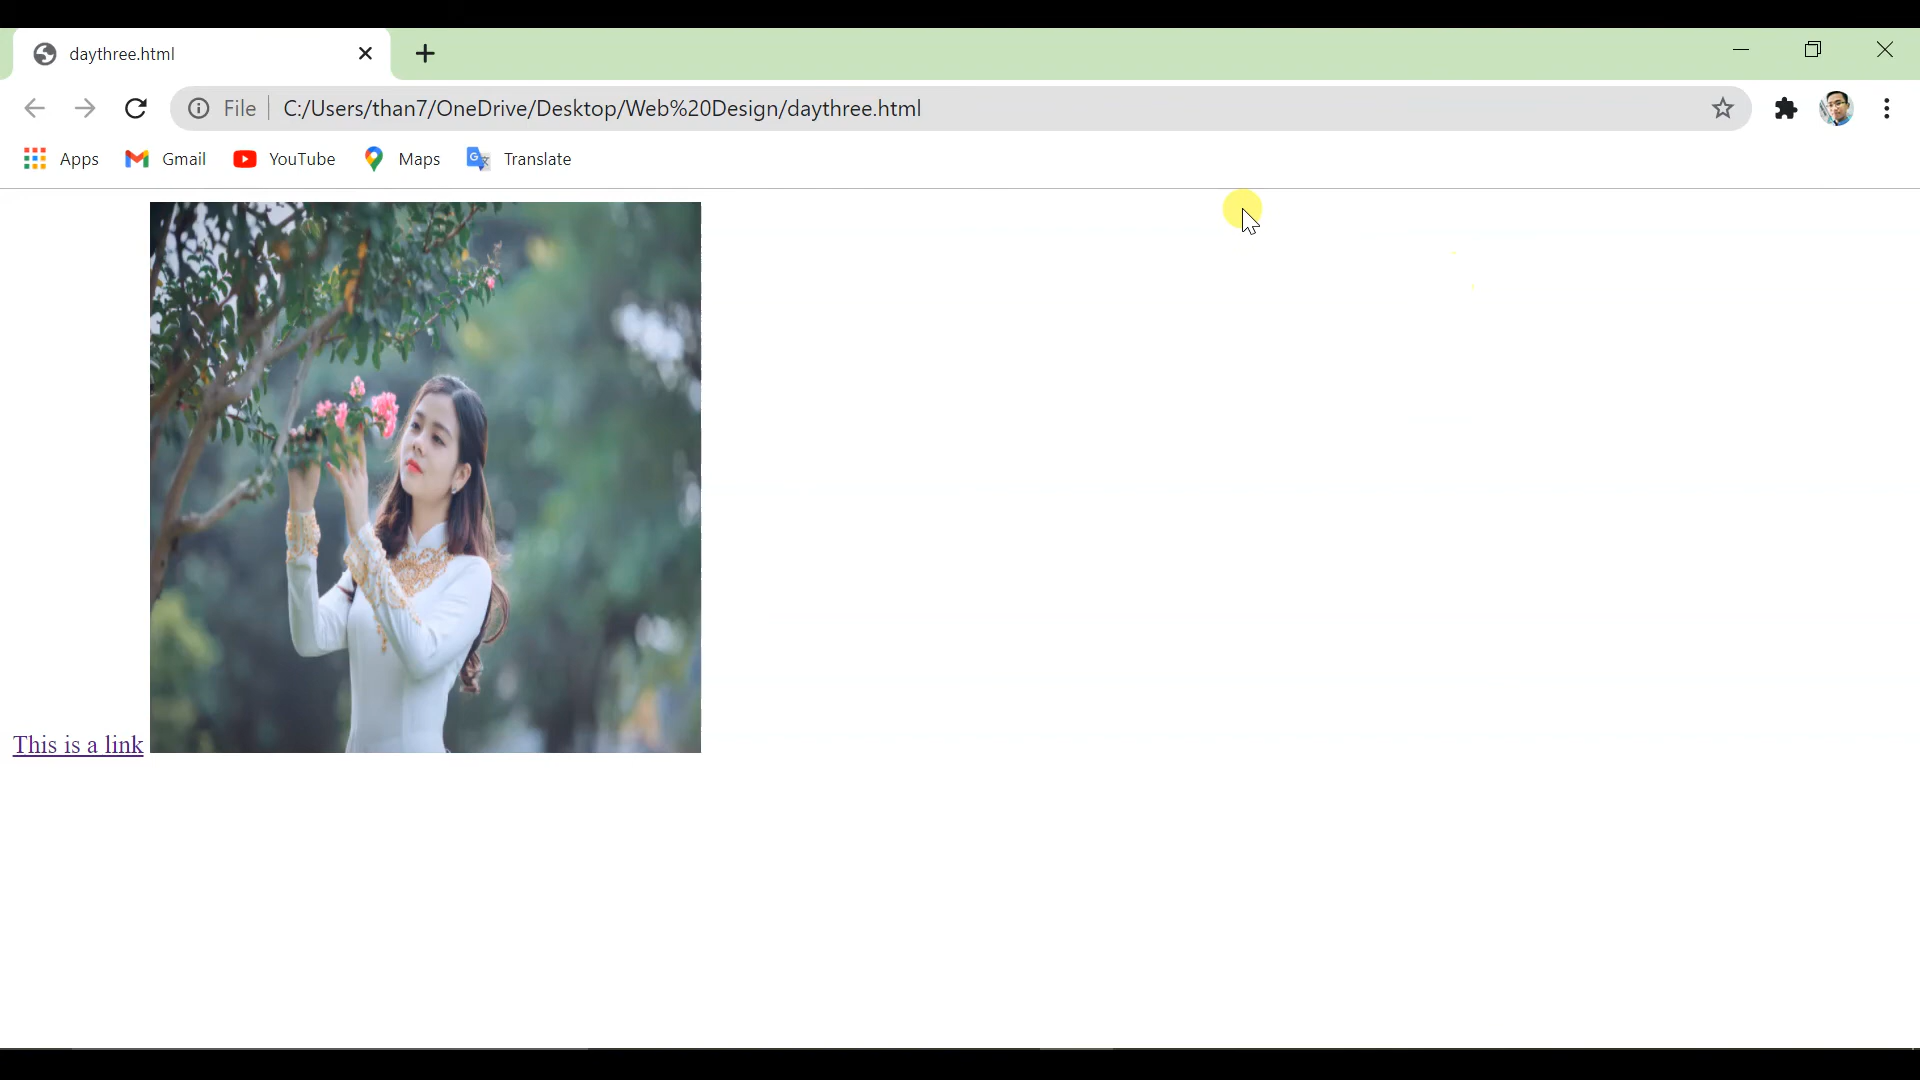 daythree.html
File C:/Users/than7/OneDrive/Desktop/Web%20Design/daythree.html
Apps Gmail YouTube Maps Translate
This is a link